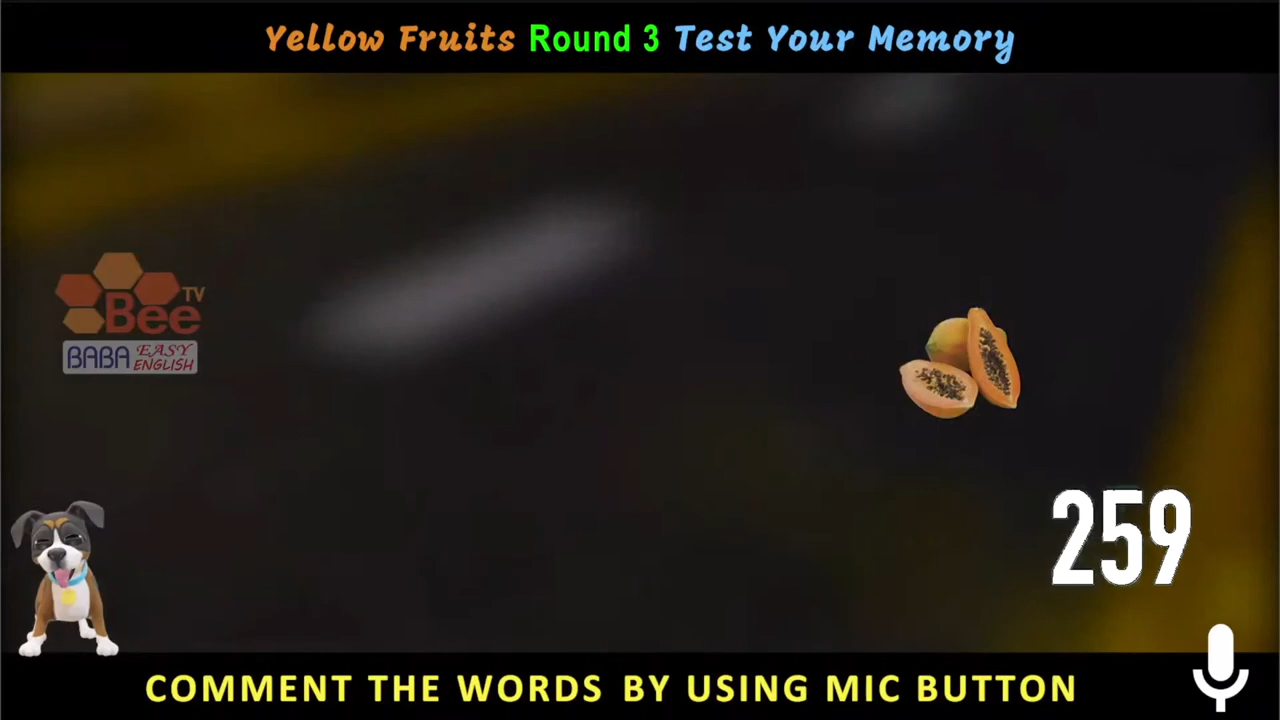 Yellow Fruits Round 3 Test Your Memory
Bee TV
BABA EASY ENGLISH
259
COMMENT THE WORDS BY USING MIC BUTTON